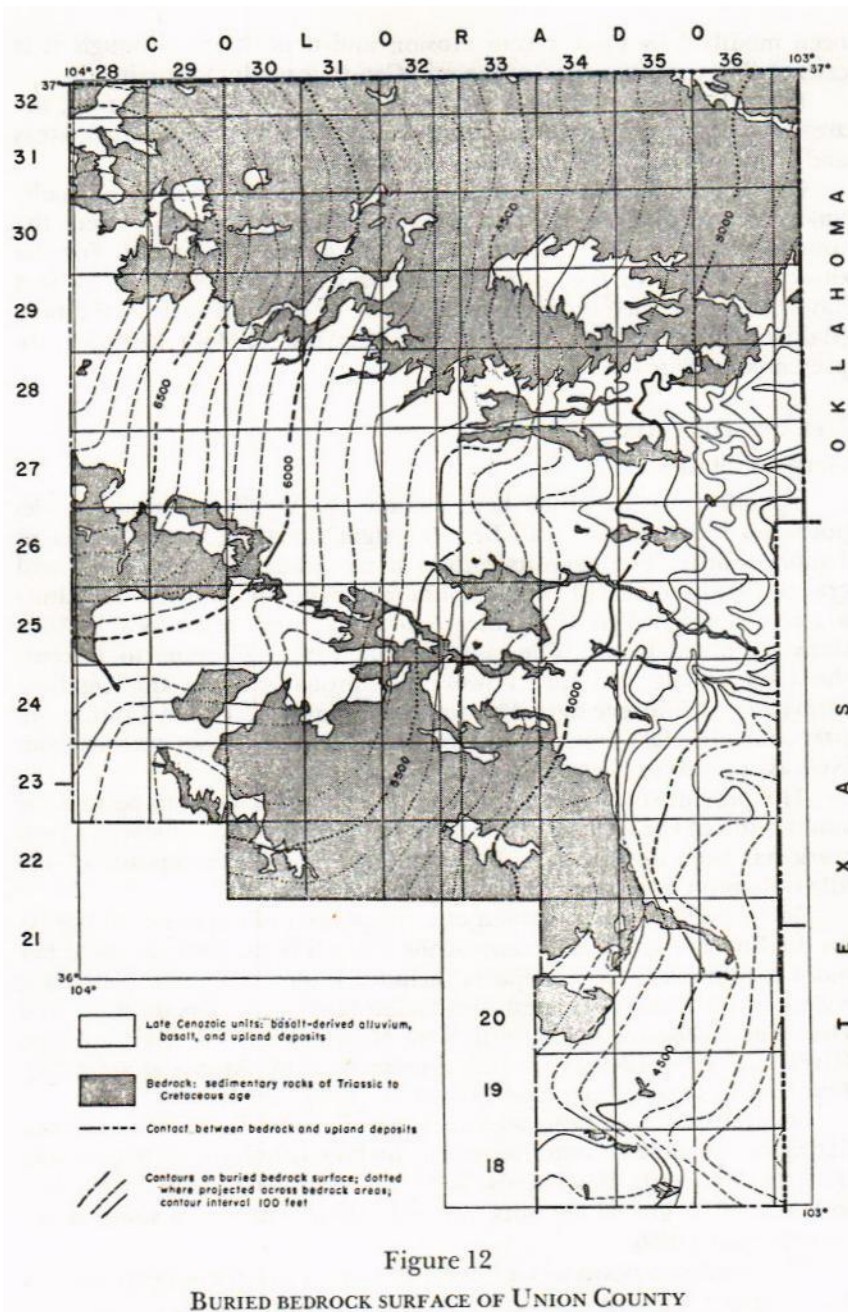 C O L O R A D O
104° 103°
37° 28 29 30 31 32 33 34 35 36 37°
32
31
30
29
28
27
26
25
24
23
22
21
20
19
18
5500
5000
6500
6000
5500
5000
4500
O K L A H O M A
T E X A S
36°
104°
103°
Late Cenozoic units: basalt-derived alluvium,
basalt, and upland deposits
Bedrock: sedimentary rocks of Triassic to
Cretaceous age
Contact between bedrock and upland deposits
Contours on buried bedrock surface; dotted
where projected across bedrock areas;
contour interval 100 feet
Figure 12
BURIED BEDROCK SURFACE OF UNION COUNTY